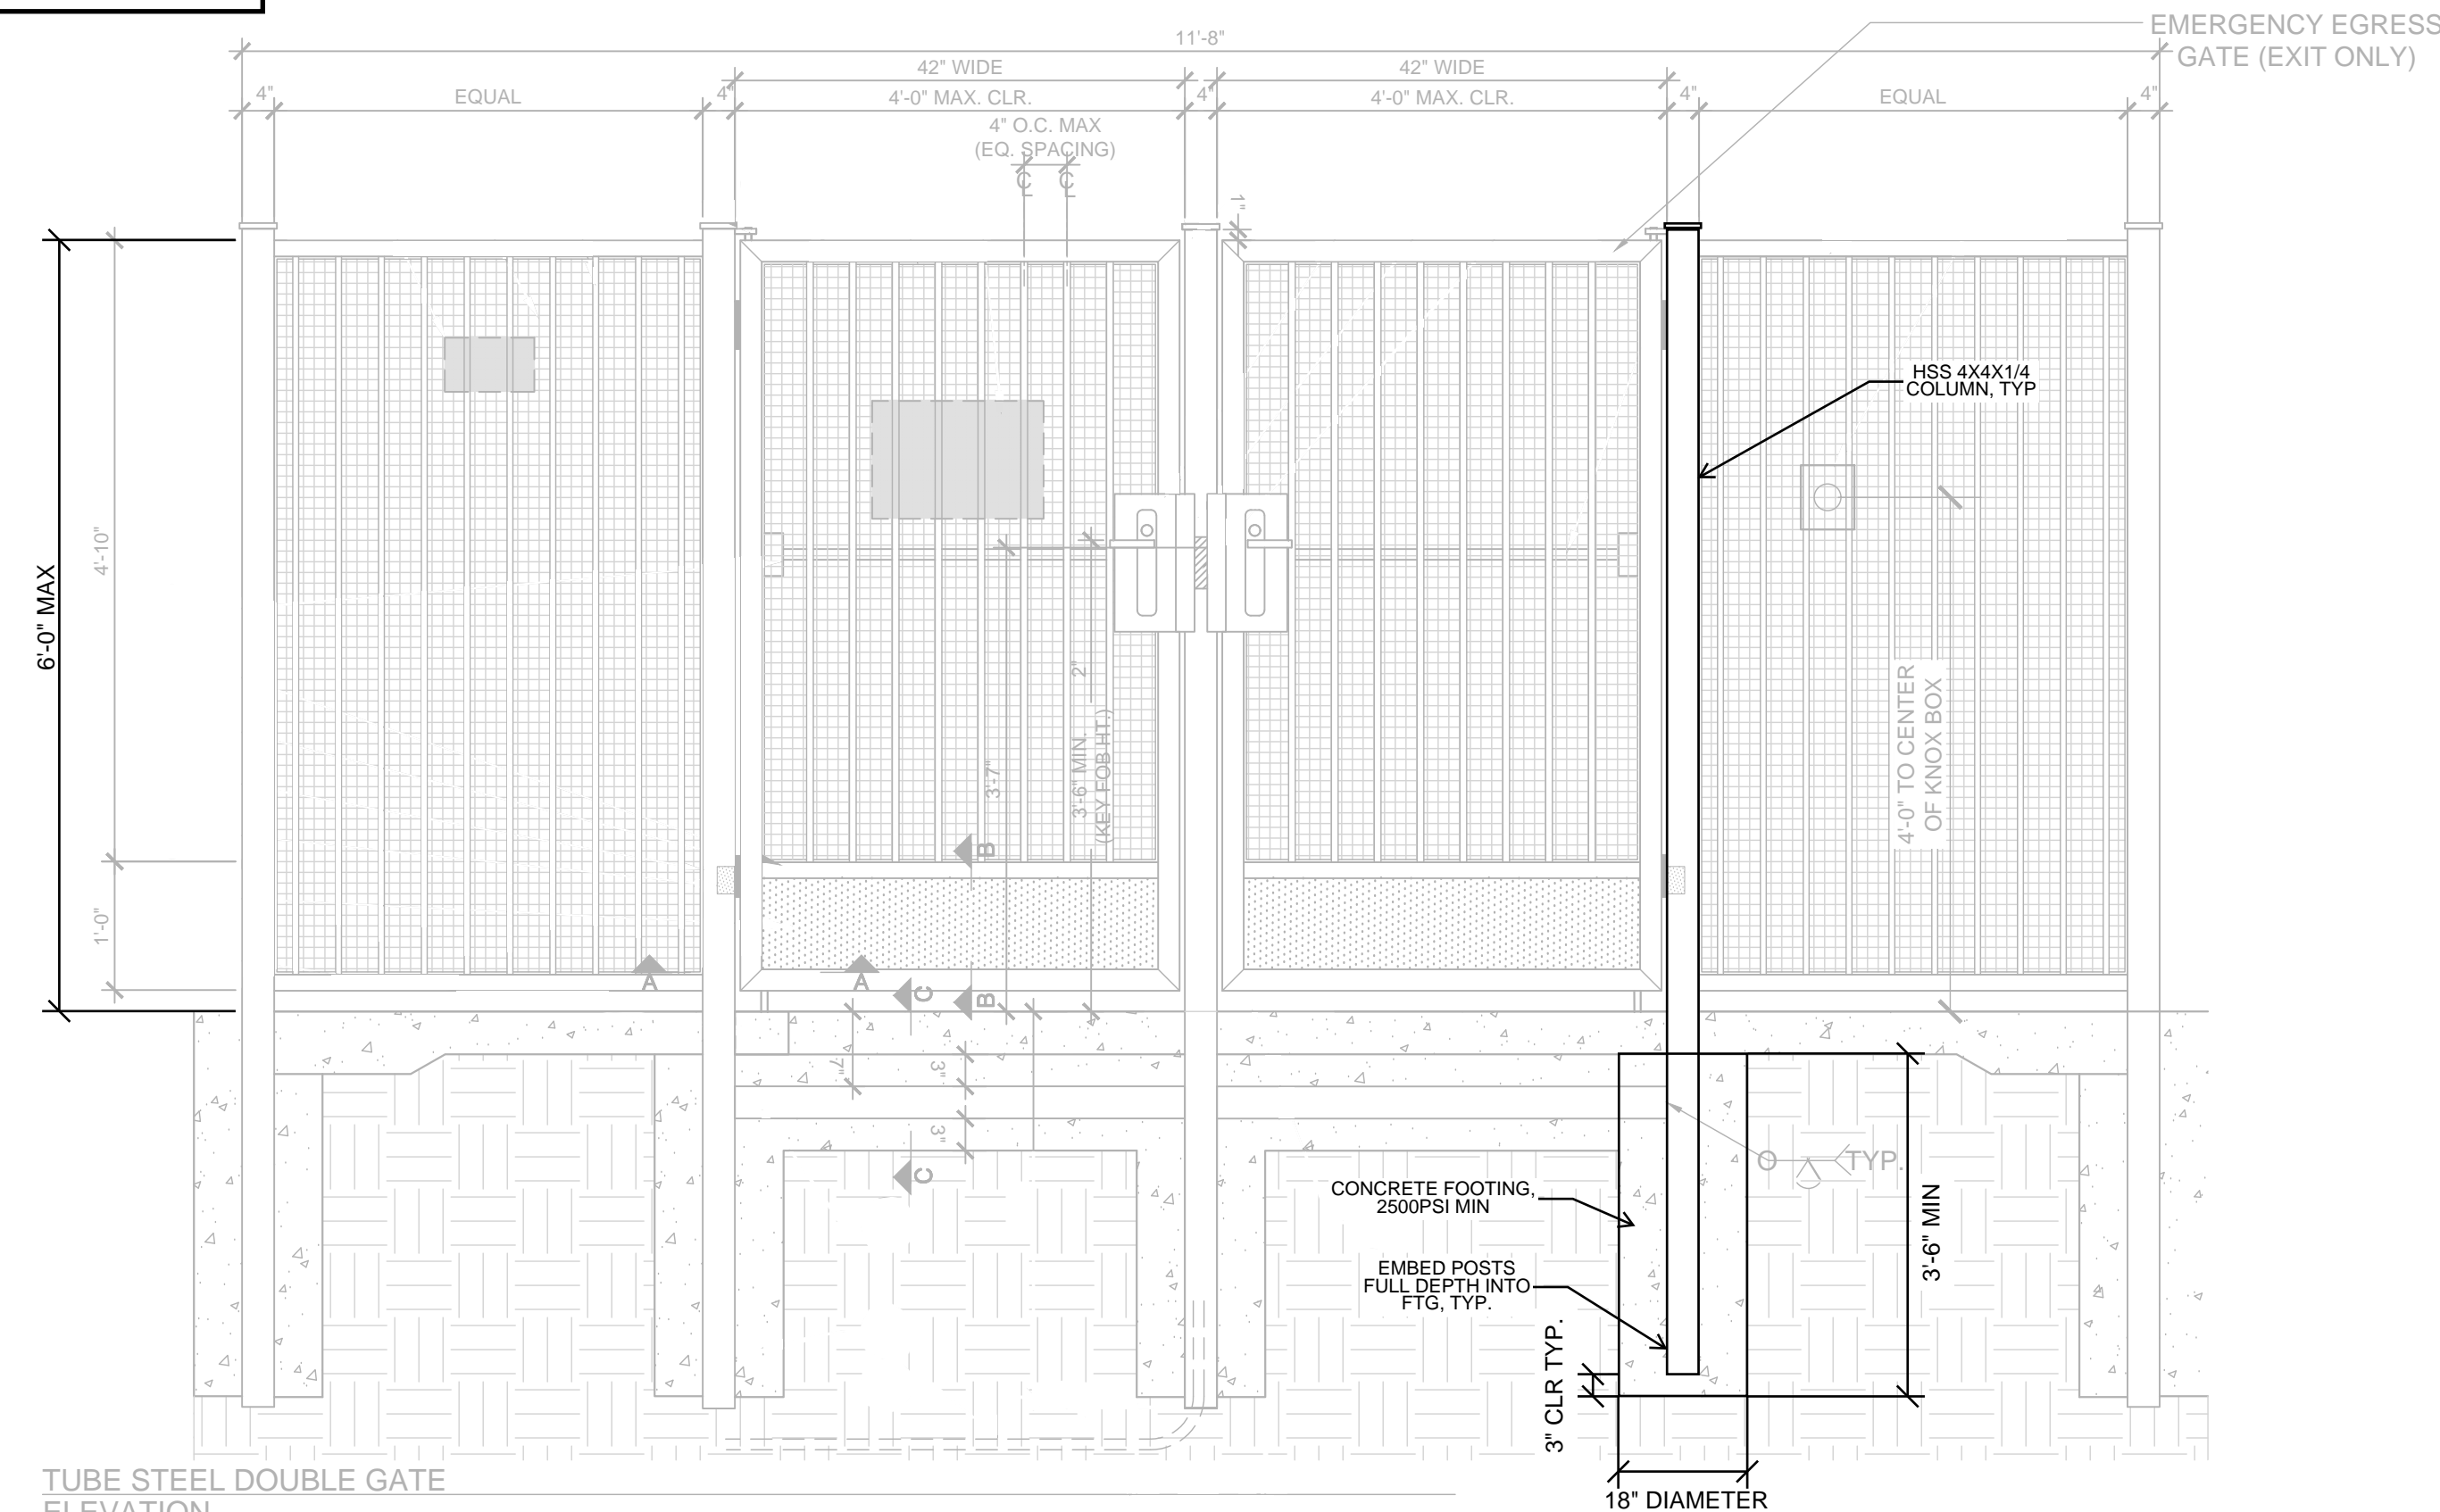 EMERGENCY EGRESS
GATE (EXIT ONLY)
11'-8"
42" WIDE
42" WIDE
4"
EQUAL
4"
4'-0" MAX. CLR.
4"
4'-0" MAX. CLR.
4"
EQUAL
4"
4" O.C. MAX
(EQ. SPACING)
CL
CL
1"
HSS 4X4X1/4
COLUMN, TYP
6'-0" MAX
4'-10"
1'-0"
2"
3'-7"
3'-6" MIN.
(KEY FOB HT.)
4'-0" TO CENTER
OF KNOX BOX
B
A
A
C
B
7"
3"
3"
C
O
TYP.
CONCRETE FOOTING,
2500PSI MIN
EMBED POSTS
FULL DEPTH INTO
FTG, TYP.
3'-6" MIN
3" CLR TYP.
18" DIAMETER
TUBE STEEL DOUBLE GATE
ELEVATION